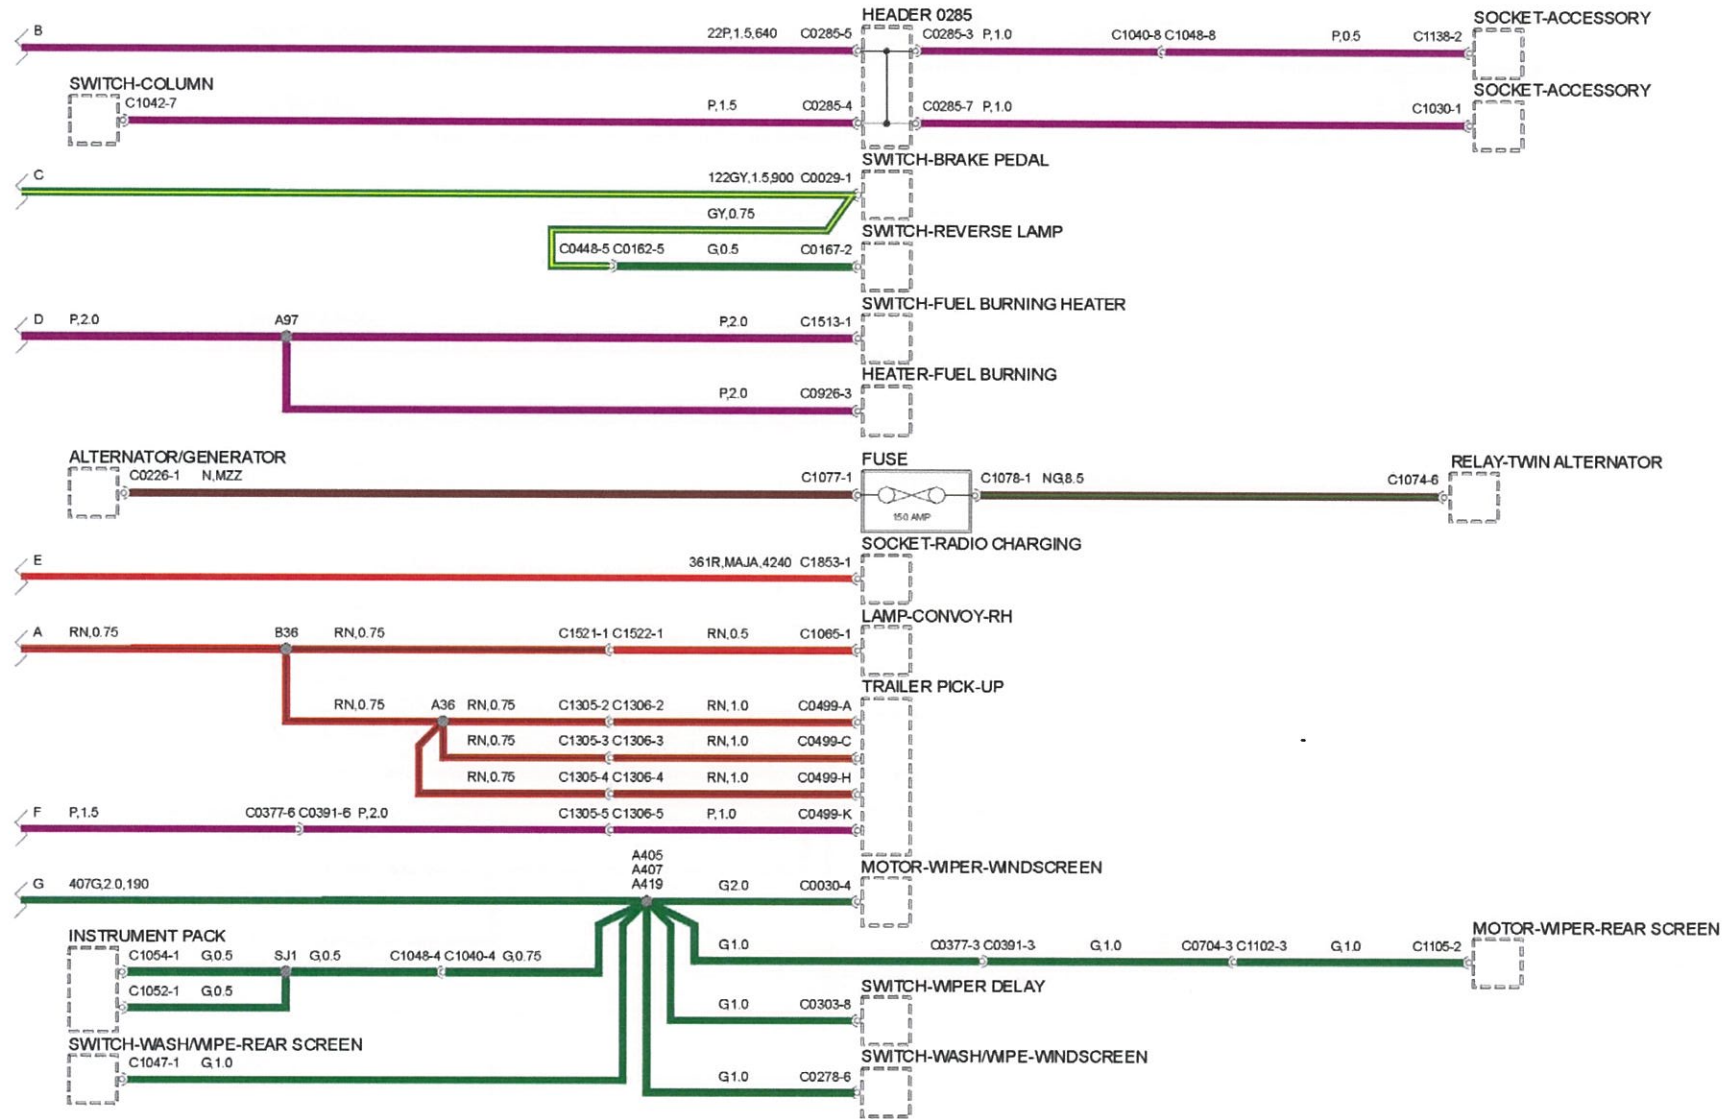 B 22P,1.5,640 C0285-5 HEADER 0285 C0285-3 P,1.0 C1040-8 C1048-8 P,0.5 C1138-2 SOCKET-ACCESSORY
SWITCH-COLUMN
C1042-7 P,1.5 C0285-4 C0285-7 P,1.0 C1030-1 SOCKET-ACCESSORY
SWITCH-BRAKE PEDAL
C 122GY,1.5,900 C0029-1
GY,0.75
SWITCH-REVERSE LAMP
C0448-5 C0162-5 G,0.5 C0167-2
SWITCH-FUEL BURNING HEATER
D P,2.0 A97 P,2.0 C1513-1
HEATER-FUEL BURNING
P,2.0 C0926-3
ALTERNATOR/GENERATOR FUSE RELAY-TWIN ALTERNATOR
C0226-1 N,MZZ C1077-1 C1078-1 NG,8.5 C1074-6
150 AMP
SOCKET-RADIO CHARGING
E 361R,MAJA,4240 C1853-1
LAMP-CONVOY-RH
A RN,0.75 B36 RN,0.75 C1521-1 C1522-1 RN,0.5 C1065-1
TRAILER PICK-UP
RN,0.75 A36 RN,0.75 C1305-2 C1306-2 RN,1.0 C0499-A
RN,0.75 C1305-3 C1306-3 RN,1.0 C0499-C
RN,0.75 C1305-4 C1306-4 RN,1.0 C0499-H
F P,1.5 C0377-6 C0391-6 P,2.0 C1305-5 C1306-5 P,1.0 C0499-K
A405
A407 MOTOR-WIPER-WINDSCREEN
G 407G,2.0,190 A419 G2.0 C0030-4
INSTRUMENT PACK MOTOR-WIPER-REAR SCREEN
G1.0 C0377-3 C0391-3 G,1.0 C0704-3 C1102-3 G,1.0 C1105-2
C1054-1 G,0.5 SJ1 G,0.5 C1048-4 C1040-4 G,0.75
SWITCH-WIPER DELAY
C1052-1 G,0.5
G1.0 C0303-8
SWITCH-WASH/WIPE-REAR SCREEN
SWITCH-WASH/WIPE-WINDSCREEN
C1047-1 G,1.0
G1.0 C0278-6